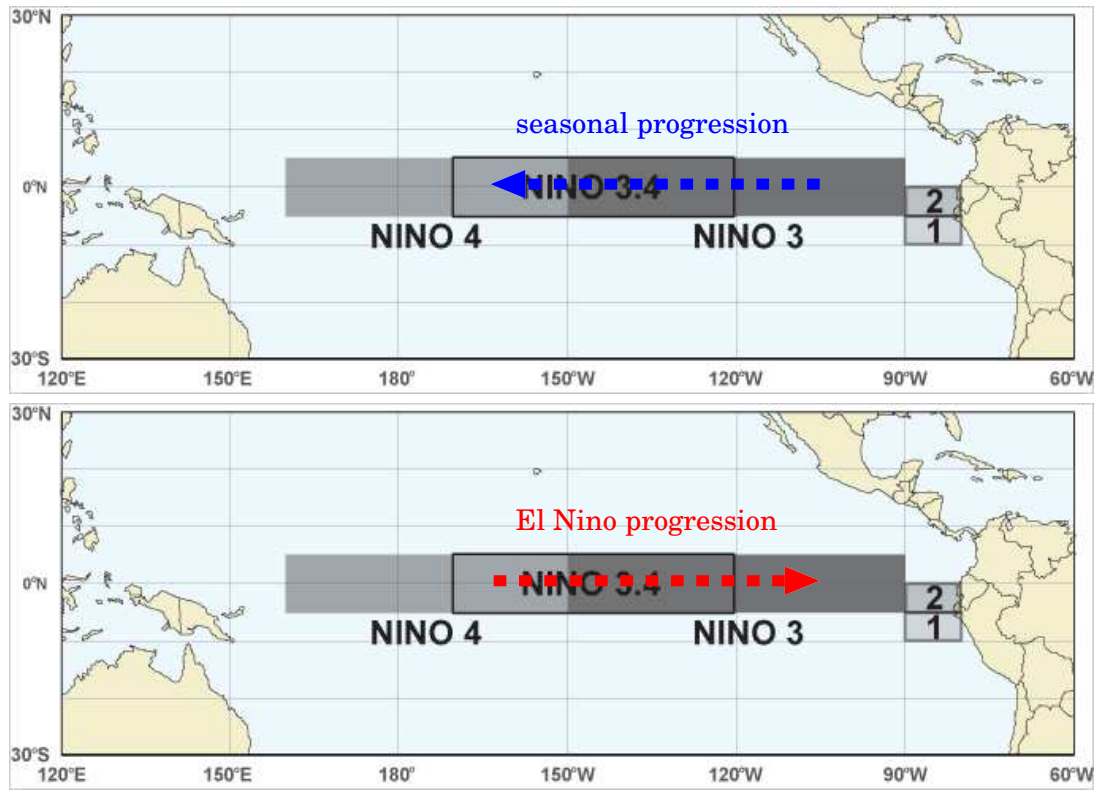 30°N
seasonal progression
0°N
NINO 3.4
2
NINO 4
NINO 3
1
30°S
120°E
150°E
180°
150°W
120°W
90°W
60°W
30°N
El Nino progression
0°N
NINO 3.4
2
NINO 4
NINO 3
1
30°S
120°E
150°E
180°
150°W
120°W
90°W
60°W